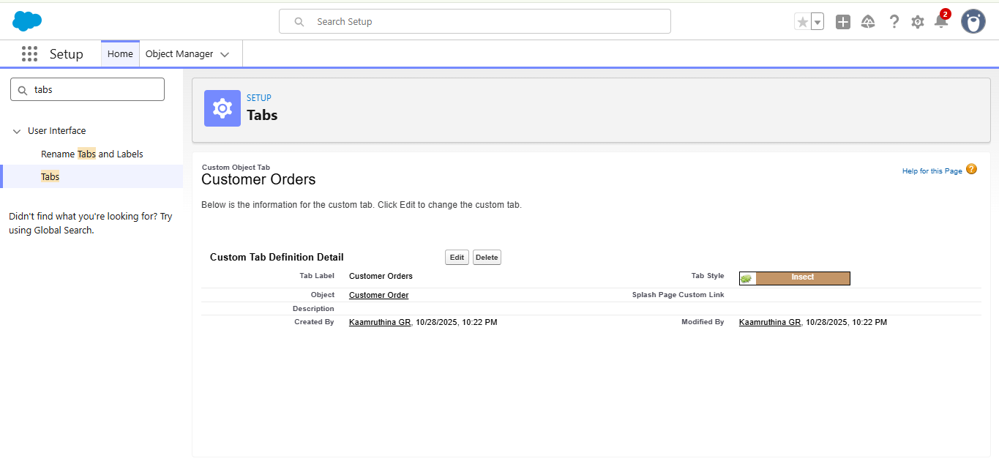 Search Setup
2
Setup
Home
Object Manager
tabs
User Interface
Rename Tabs and Labels
Tabs
Didn't find what you're looking for? Try
using Global Search.
SETUP
Tabs
Custom Object Tab
Customer Orders
Help for this Page ?
Below is the information for the custom tab. Click Edit to change the custom tab.
Custom Tab Definition Detail Edit Delete
Tab Label Customer Orders Tab Style Insect
Object Customer Order Splash Page Custom Link
Description
Created By Kaamruthina GR, 10/28/2025, 10:22 PM Modified By Kaamruthina GR, 10/28/2025, 10:22 PM